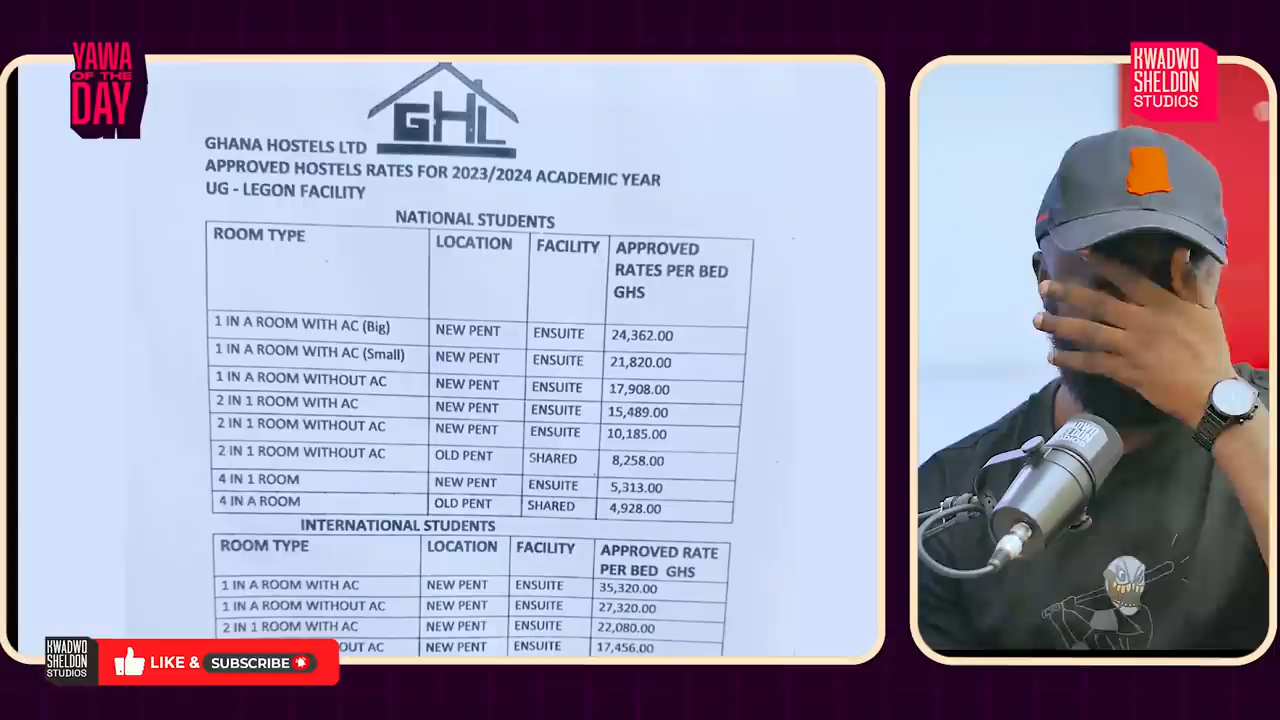 YAWA
OF THE
DAY
GHL
GHANA HOSTELS LTD
APPROVED HOSTELS RATES FOR 2023/2024 ACADEMIC YEAR
UG - LEGON FACILITY
NATIONAL STUDENTS
ROOM TYPE LOCATION FACILITY APPROVED RATES PER BED GHS
1 IN A ROOM WITH AC (Big) NEW PENT ENSUITE 24,362.00
1 IN A ROOM WITH AC (Small) NEW PENT ENSUITE 21,820.00
1 IN A ROOM WITHOUT AC NEW PENT ENSUITE 17,908.00
2 IN 1 ROOM WITH AC NEW PENT ENSUITE 15,489.00
2 IN 1 ROOM WITHOUT AC NEW PENT ENSUITE 10,185.00
2 IN 1 ROOM WITHOUT AC OLD PENT SHARED 8,258.00
4 IN 1 ROOM NEW PENT ENSUITE 5,313.00
4 IN A ROOM OLD PENT SHARED 4,928.00
INTERNATIONAL STUDENTS
ROOM TYPE LOCATION FACILITY APPROVED RATE PER BED GHS
1 IN A ROOM WITH AC NEW PENT ENSUITE 35,320.00
1 IN A ROOM WITHOUT AC NEW PENT ENSUITE 27,320.00
2 IN 1 ROOM WITH AC NEW PENT ENSUITE 22,080.00
OUT AC NEW PENT ENSUITE 17,456.00
KWADWO
SHELDON
STUDIOS
LIKE & SUBSCRIBE
KWADWO
SHELDON
STUDIOS
KWADWO
SHELDON